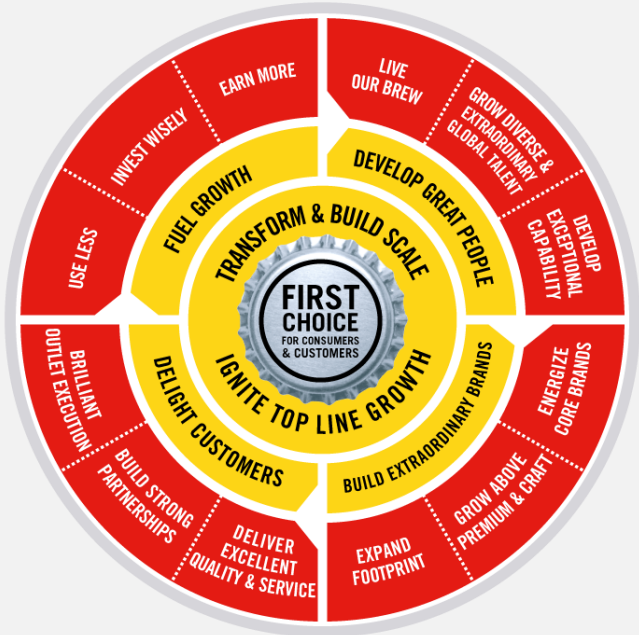 FIRST
CHOICE
FOR CONSUMERS
& CUSTOMERS
TRANSFORM & BUILD SCALE
IGNITE TOP LINE GROWTH
DEVELOP GREAT PEOPLE
LIVE
OUR BREW
GROW DIVERSE &
EXTRAORDINARY
GLOBAL TALENT
DEVELOP
EXCEPTIONAL
CAPABILITY
BUILD EXTRAORDINARY BRANDS
ENERGIZE
CORE BRANDS
GROW ABOVE
PREMIUM & CRAFT
EXPAND
FOOTPRINT
DELIGHT CUSTOMERS
DELIVER
EXCELLENT
QUALITY & SERVICE
BUILD STRONG
PARTNERSHIPS
BRILLIANT
OUTLET EXECUTION
FUEL GROWTH
USE LESS
INVEST WISELY
EARN MORE